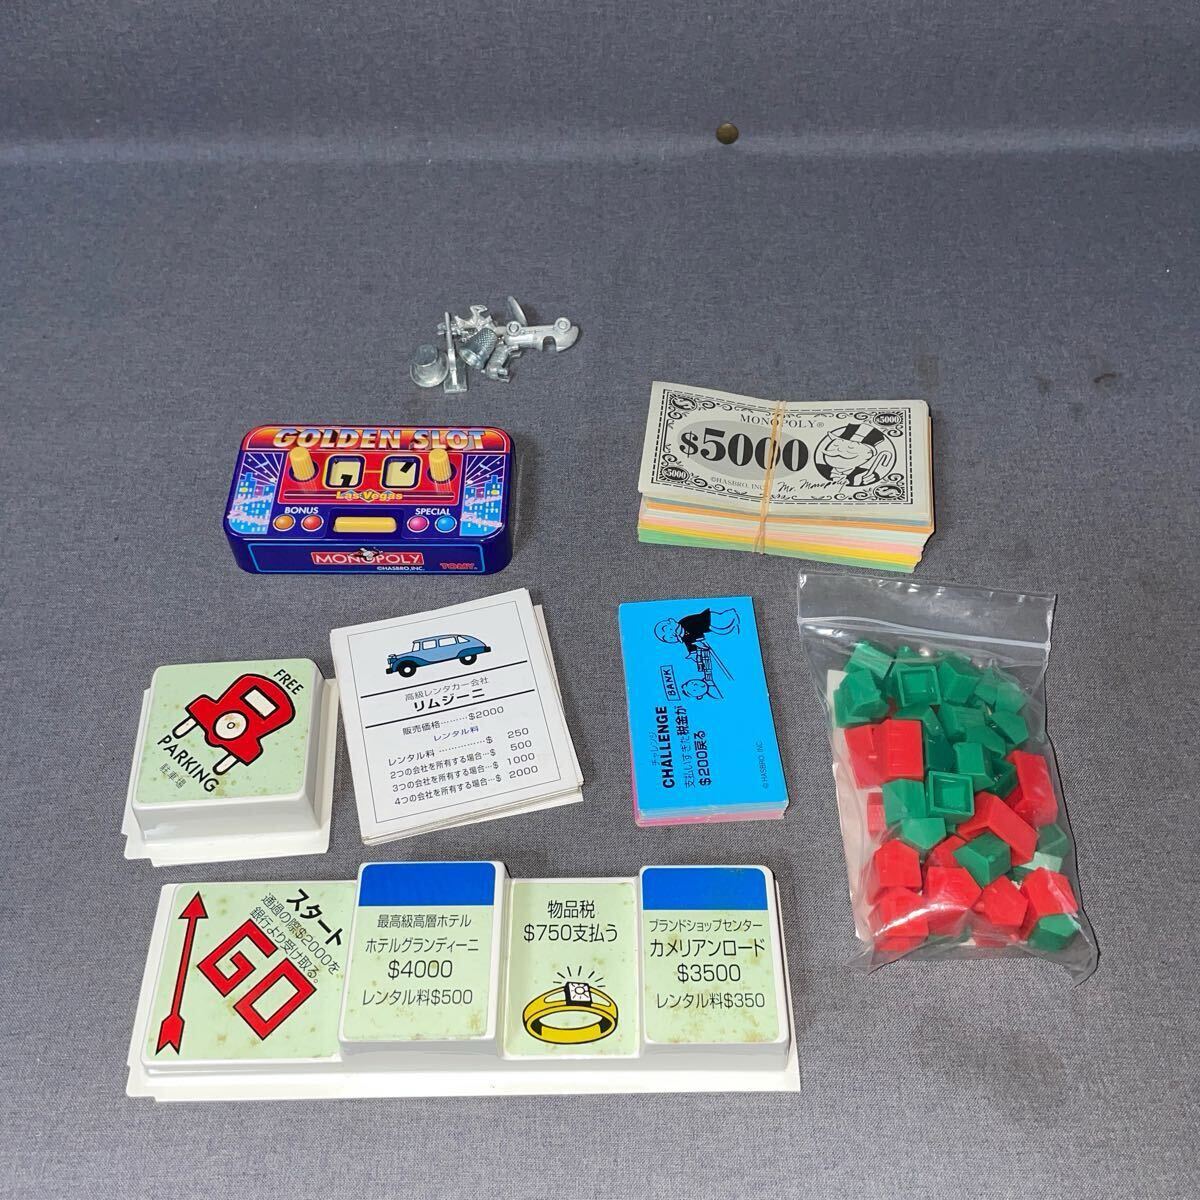 GOLDEN SLOT
Las Vegas
BONUS
SPECIAL
MONOPOLY
©HASBRO, INC.
TOMY
MONOPOLY®
$5000
$5000
$5000
©HASBRO, INC.
Mr. Monopoly
FREE
PARKING
駐車場
高級レンタカー会社
リムジーニ
販売価格………$2000
レンタル料
レンタル料 ……………$ 250
2つの会社を所有する場合…$ 500
3つの会社を所有する場合…$ 1000
4つの会社を所有する場合…$ 2000
BANK
チャレンジ
CHALLENGE
支払いすぎた税金が
$200戻る
©HASBRO, INC
スタート
通過の際$2000を
銀行より受け取る。
GO
最高級高層ホテル
ホテルグランディーニ
$4000
レンタル料$500
物品税
$750支払う
ブランドショップセンター
カメリアンロード
$3500
レンタル料$350